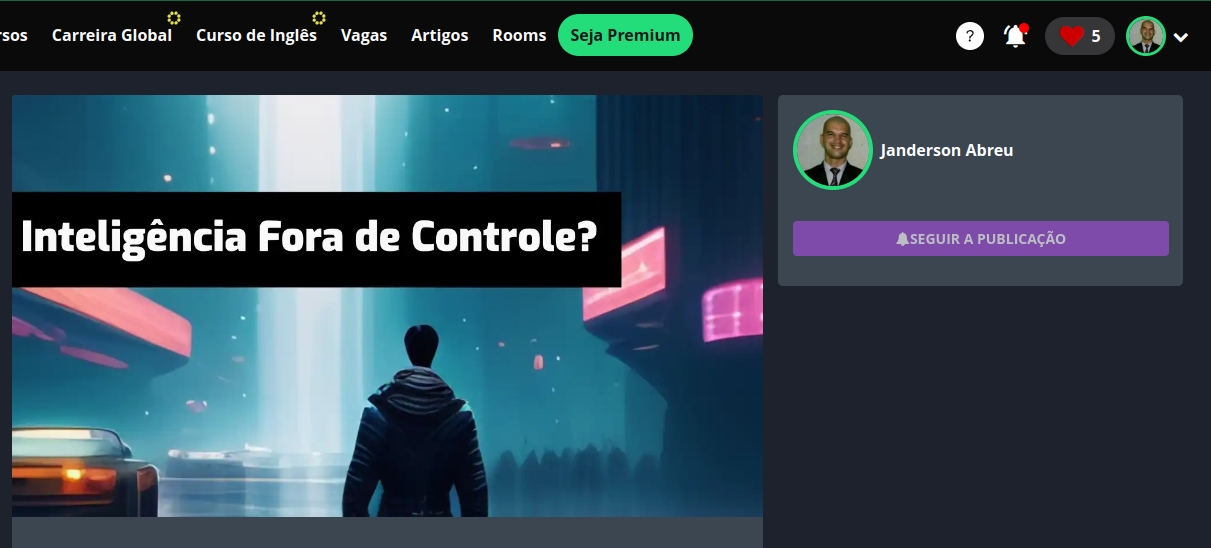 rsos Carreira Global Curso de Inglês Vagas Artigos Rooms Seja Premium ? 5
Inteligência Fora de Controle?
Janderson Abreu
SEGUIR A PUBLICAÇÃO